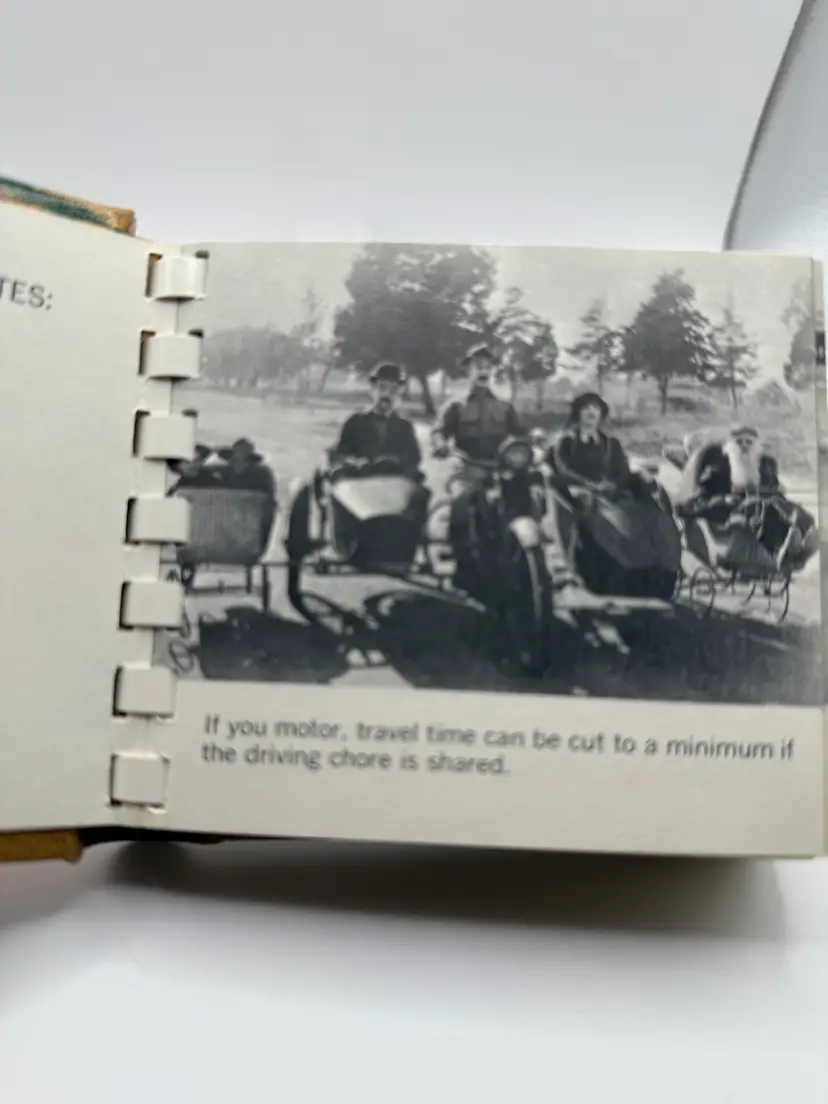 TES:
If you motor, travel time can be cut to a minimum if
the driving chore is shared.